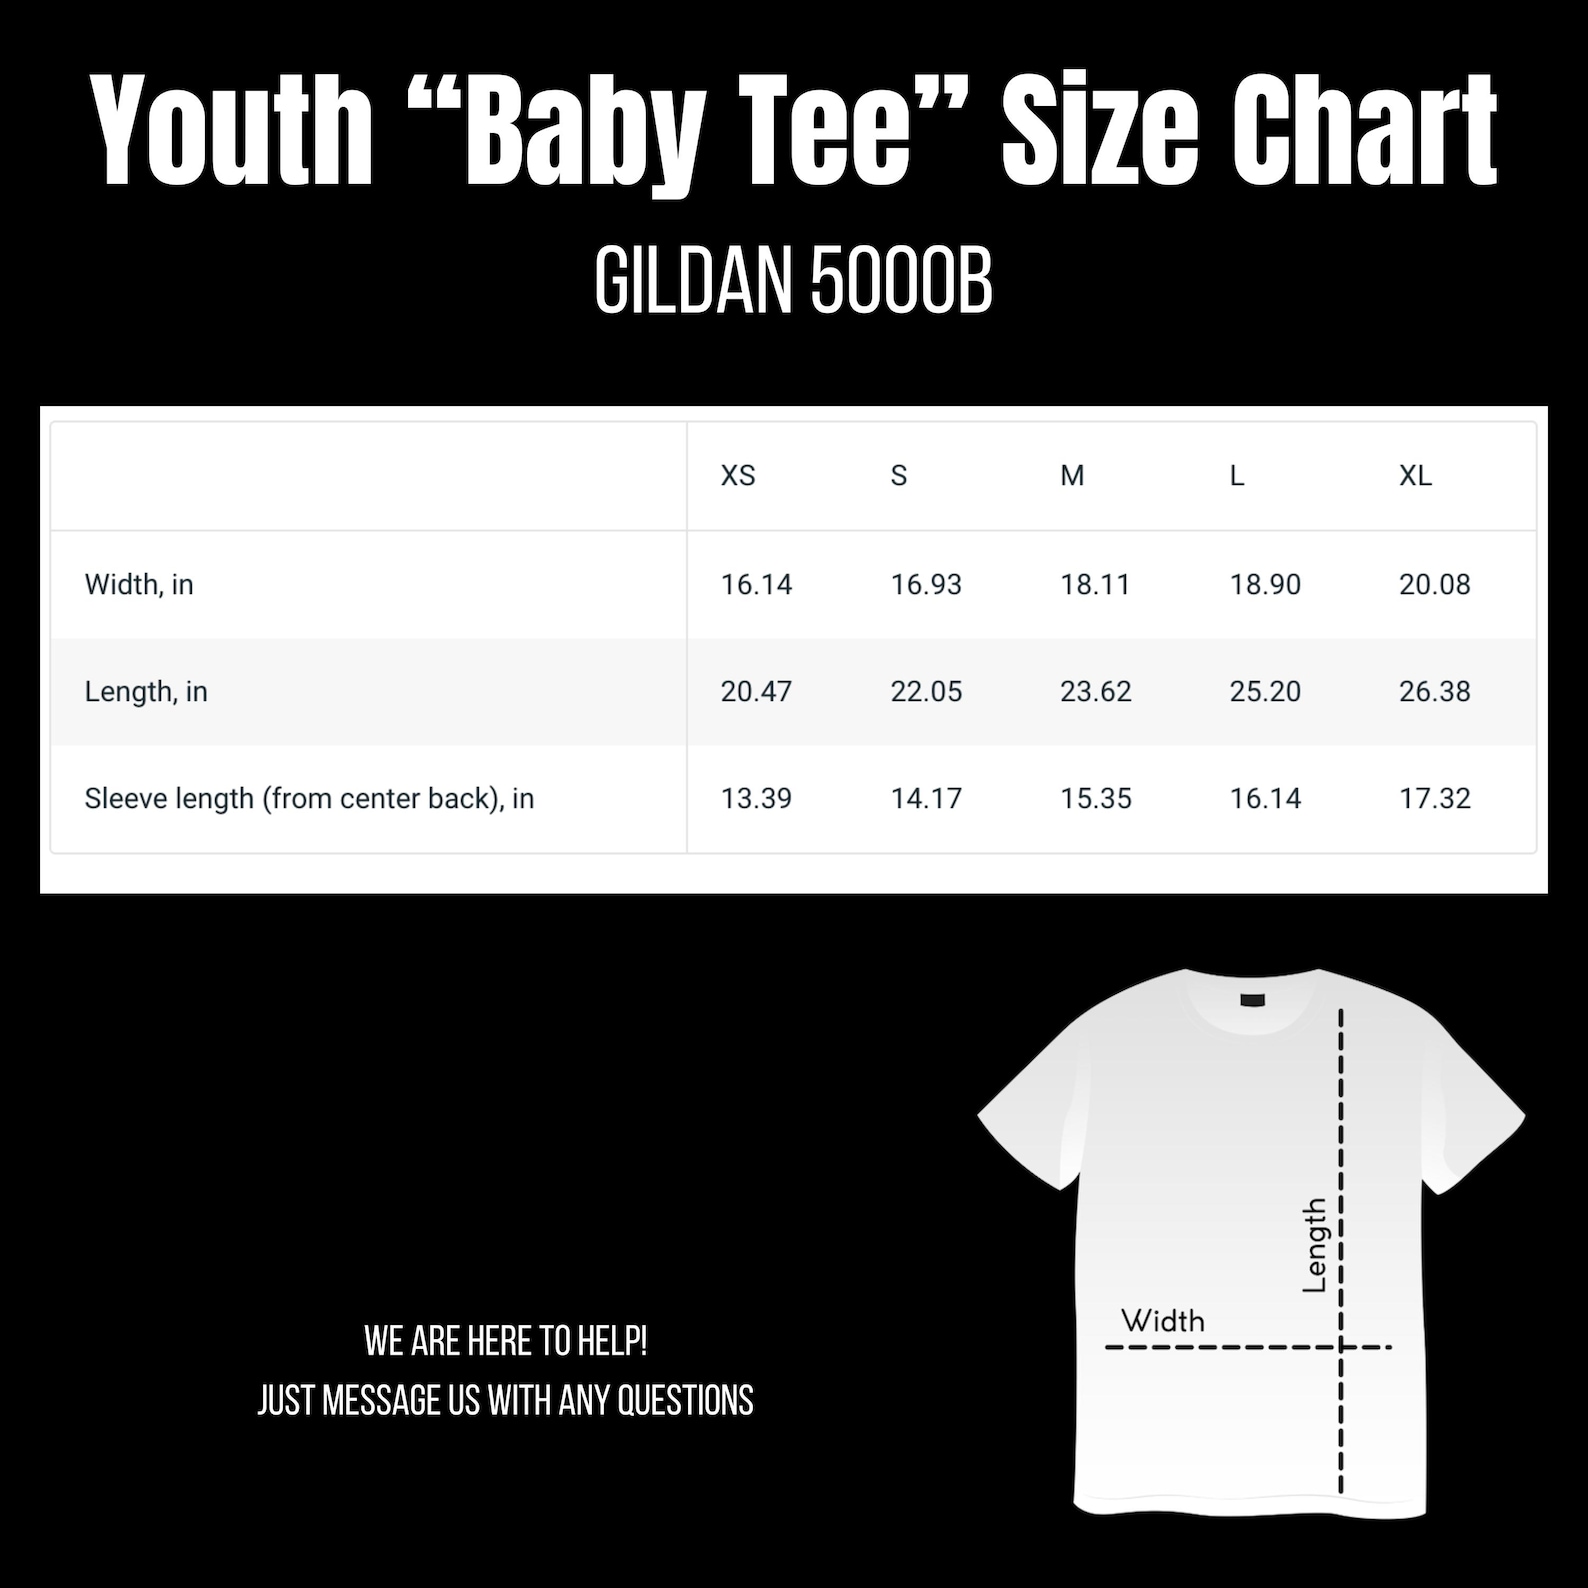 Youth “Baby Tee” Size Chart
GILDAN 5000B
XS S M L XL
Width, in 16.14 16.93 18.11 18.90 20.08
Length, in 20.47 22.05 23.62 25.20 26.38
Sleeve length (from center back), in 13.39 14.17 15.35 16.14 17.32
Length
Width
WE ARE HERE TO HELP!
JUST MESSAGE US WITH ANY QUESTIONS